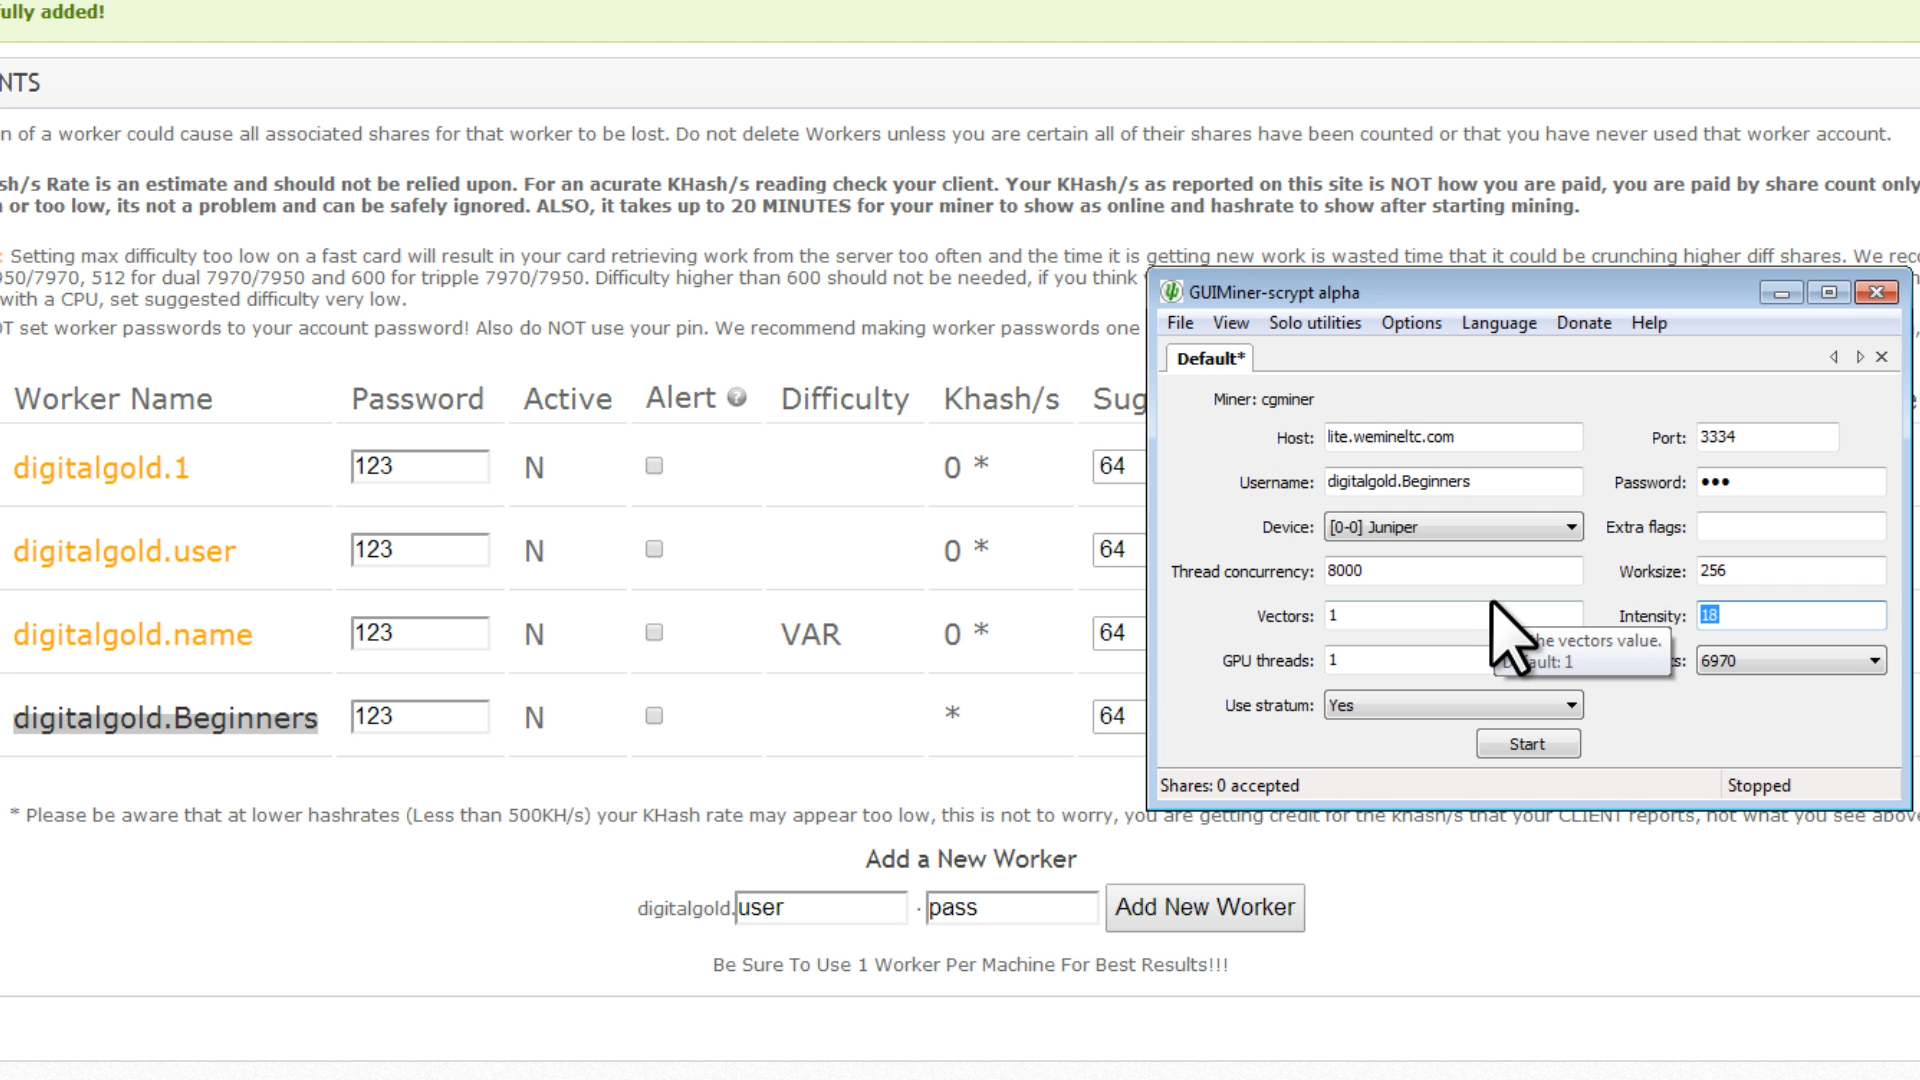 fully added!
NTS
n of a worker could cause all associated shares for that worker to be lost. Do not delete Workers unless you are certain all of their shares have been counted or that you have never used that worker account.
sh/s Rate is an estimate and should not be relied upon. For an acurate KHash/s reading check your client. Your KHash/s as reported on this site is NOT how you are paid, you are paid by share count only
or too low, its not a problem and can be safely ignored. ALSO, it takes up to 20 MINUTES for your miner to show as online and hashrate to show after starting mining.
: Setting max difficulty too low on a fast card will result in your card retrieving work from the server too often and the time it is getting new work is wasted time that it could be crunching higher diff shares. We reco
950/7970, 512 for dual 7970/7950 and 600 for tripple 7970/7950. Difficulty higher than 600 should not be needed, if you think
with a CPU, set suggested difficulty very low.
OT set worker passwords to your account password! Also do NOT use your pin. We recommend making worker passwords one
Worker Name Password Active Alert ? Difficulty Khash/s Sug
digitalgold.1 123 N 0 * 64
digitalgold.user 123 N 0 * 64
digitalgold.name 123 N VAR 0 * 64
digitalgold.Beginners 123 N * 64
* Please be aware that at lower hashrates (Less than 500KH/s) your KHash rate may appear too low, this is not to worry, you are getting credit for the khash/s that your CLIENT reports, not what you see above
Add a New Worker
digitalgold. user · pass Add New Worker
Be Sure To Use 1 Worker Per Machine For Best Results!!!
GUIMiner-scrypt alpha
File View Solo utilities Options Language Donate Help
Default*
Miner: cgminer
Host: lite.wemineltc.com Port: 3334
Username: digitalgold.Beginners Password: •••
Device: [0-0] Juniper Extra flags:
Thread concurrency: 8000 Worksize: 256
Vectors: 1 Intensity: 18
he vectors value.
ault: 1
GPU threads: 1 s: 6970
Use stratum: Yes
Start
Shares: 0 accepted Stopped